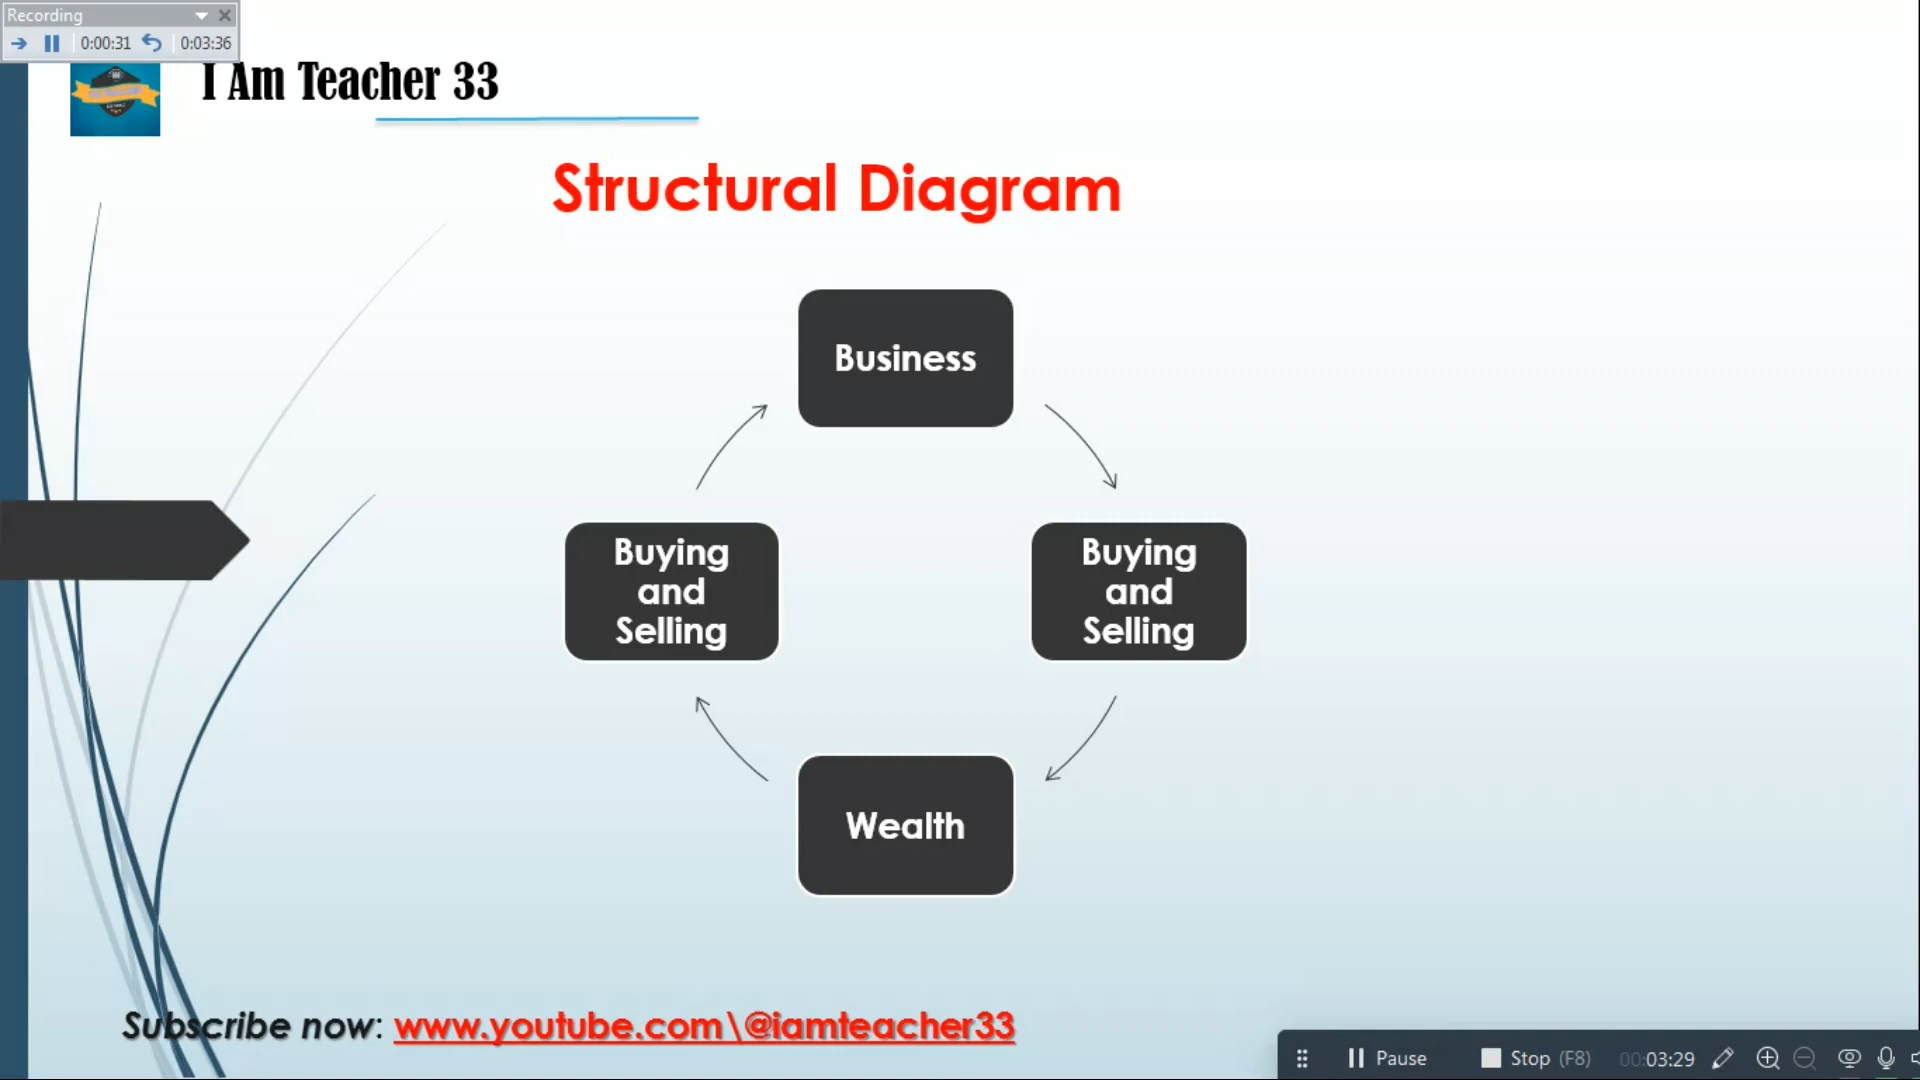 Recording
0:00:31 0:03:36
I Am Teacher 33
Structural Diagram
Business
Buying
and
Selling
Buying
and
Selling
Wealth
Subscribe now: www.youtube.com\@iamteacher33
Pause Stop (F8) 00:03:29